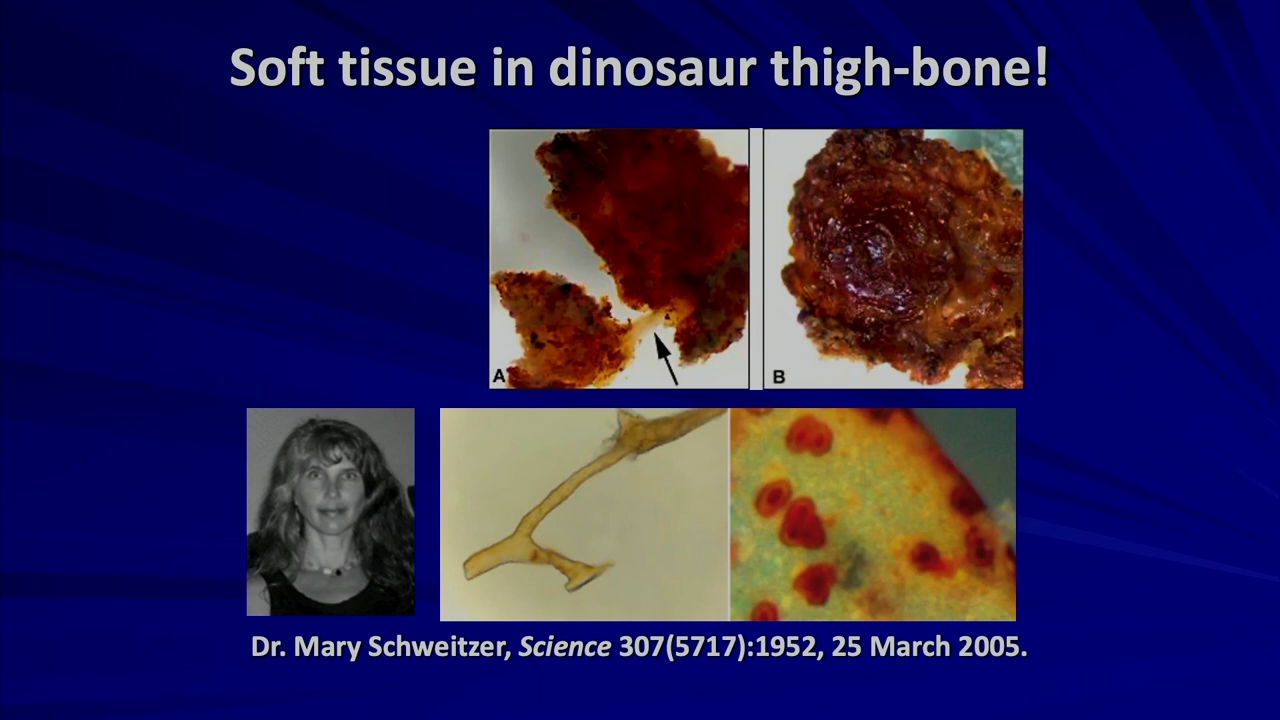 Soft tissue in dinosaur thigh-bone!
A
B
Dr. Mary Schweitzer, Science 307(5717):1952, 25 March 2005.